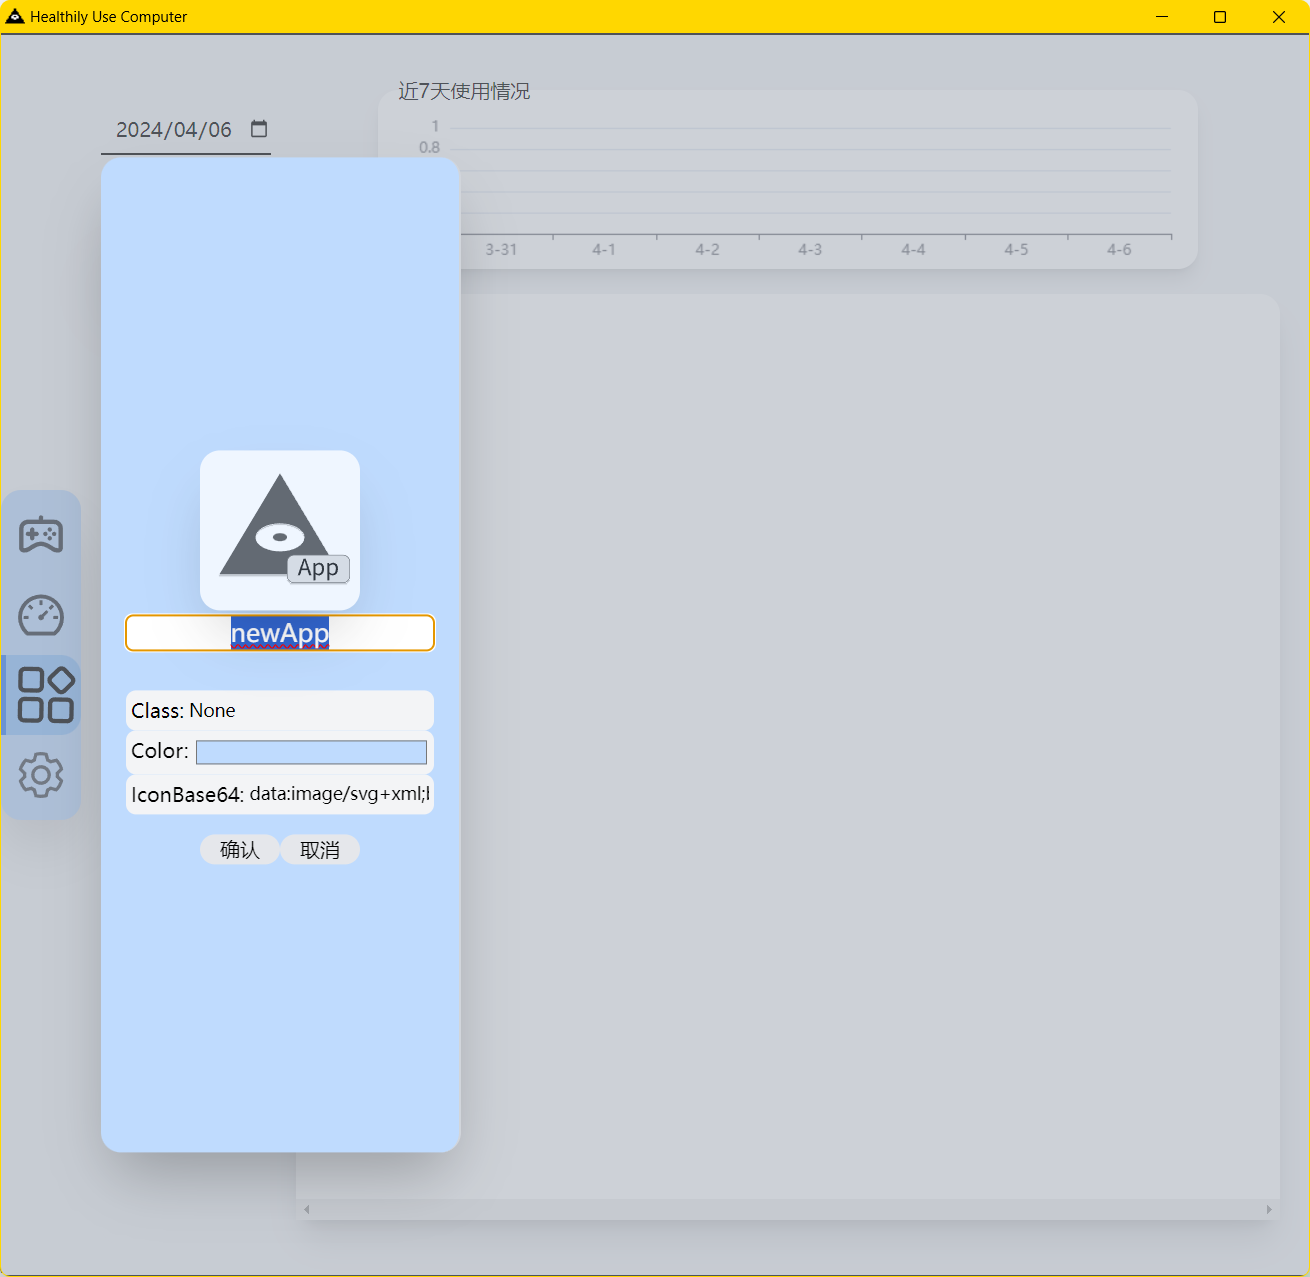 Healthily Use Computer
近7天使用情况
2024/04/06
1
0.8
3-31 4-1 4-2 4-3 4-4 4-5 4-6
App
newApp
Class: None
Color:
IconBase64: data:image/svg+xml;
确认 取消